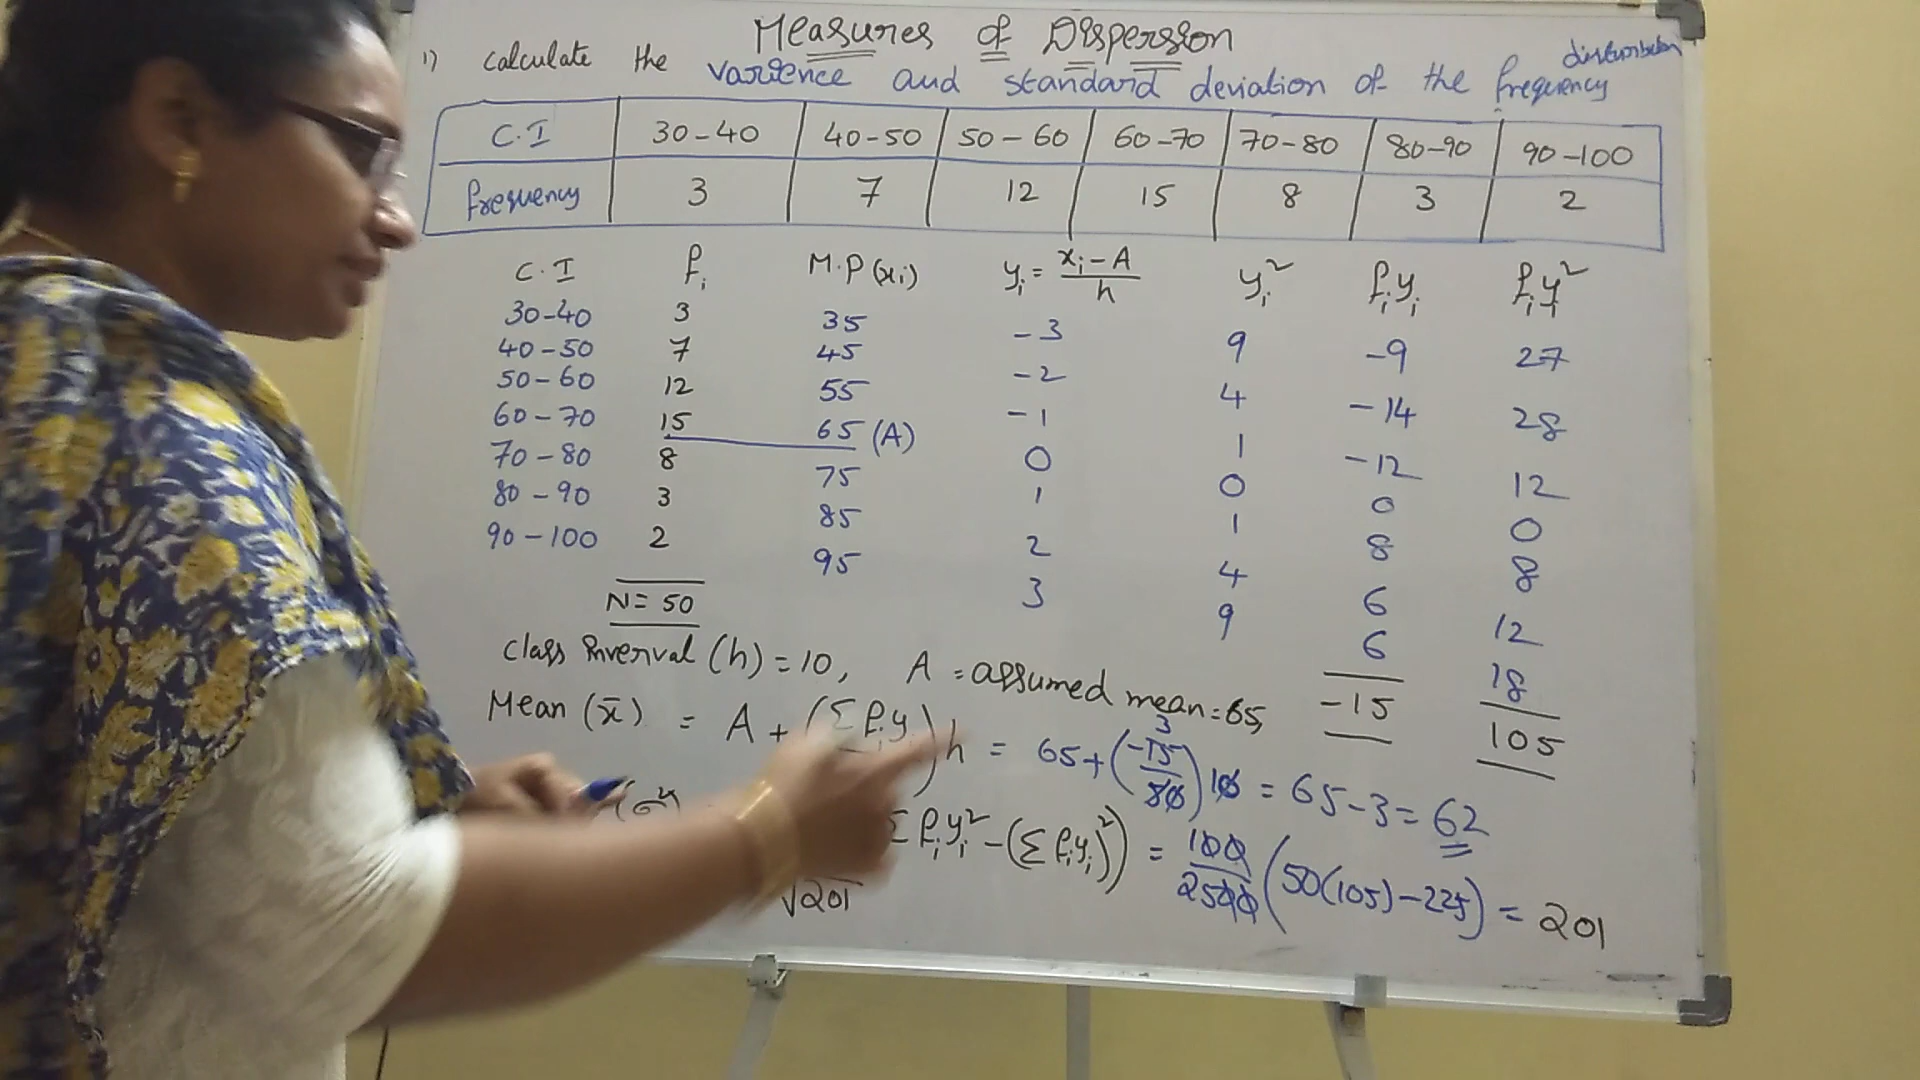 Measures of Dispersion
1) calculate the varience and standard deviation of the frequency distribution
C.I 30-40 40-50 50-60 60-70 70-80 80-90 90-100
frequency 3 7 12 15 8 3 2
C.I fᵢ M.P(xᵢ) yᵢ = (xᵢ-A)/h yᵢ² fᵢyᵢ fᵢyᵢ²
30-40 3 35 -3 9 -9 27
40-50 7 45 -2 4 -14 28
50-60 12 55 -1 1 -12 12
60-70 15 65 (A) 0 0 0 0
70-80 8 75 1 1 8 8
80-90 3 85 2 4 6 12
90-100 2 95 3 9 6 18
N=50 -15 105
class interval (h) = 10, A = assumed mean = 65,
Mean (x̄) = A + (Σfᵢyᵢ)h = 65 + (-15/50)10 = 65-3 = 62
(σ²) Σfᵢyᵢ² - (Σfᵢyᵢ)²) = 100/2500 (50(105)-225) = 201
√201